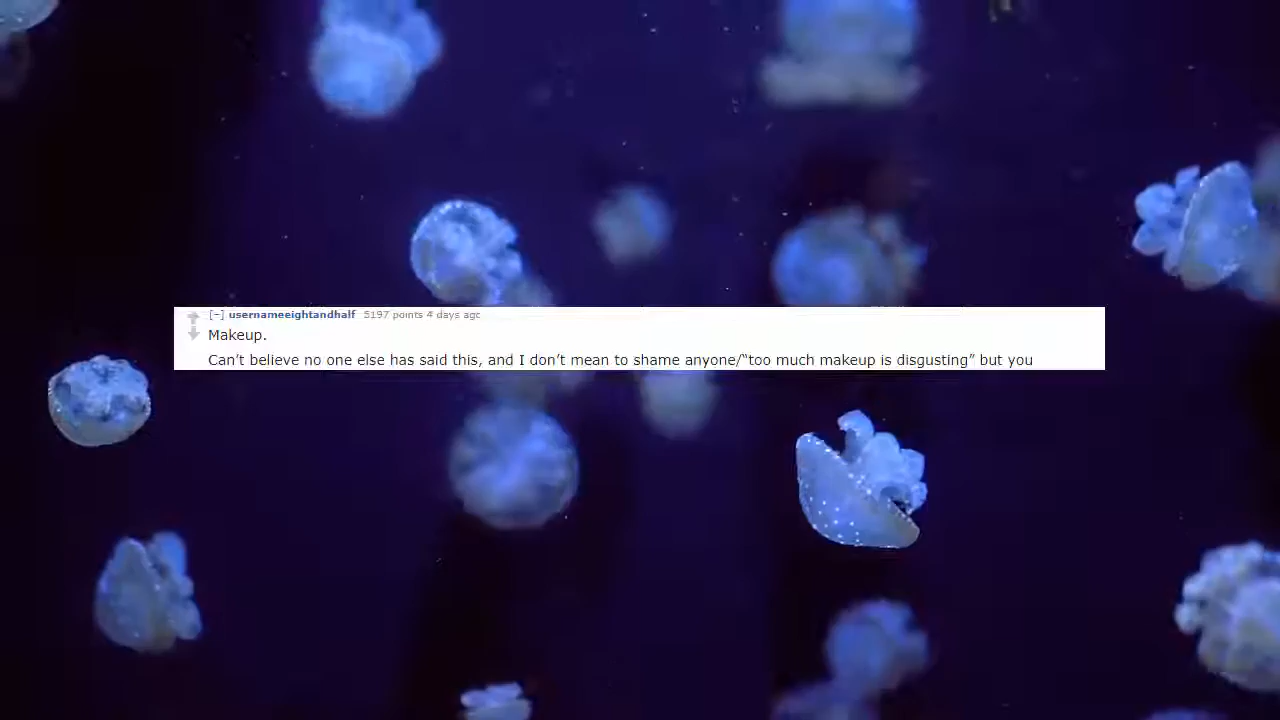 [–] usernameeightandhalf 5197 points 4 days ago
Makeup.
Can’t believe no one else has said this, and I don’t mean to shame anyone/“too much makeup is disgusting” but you